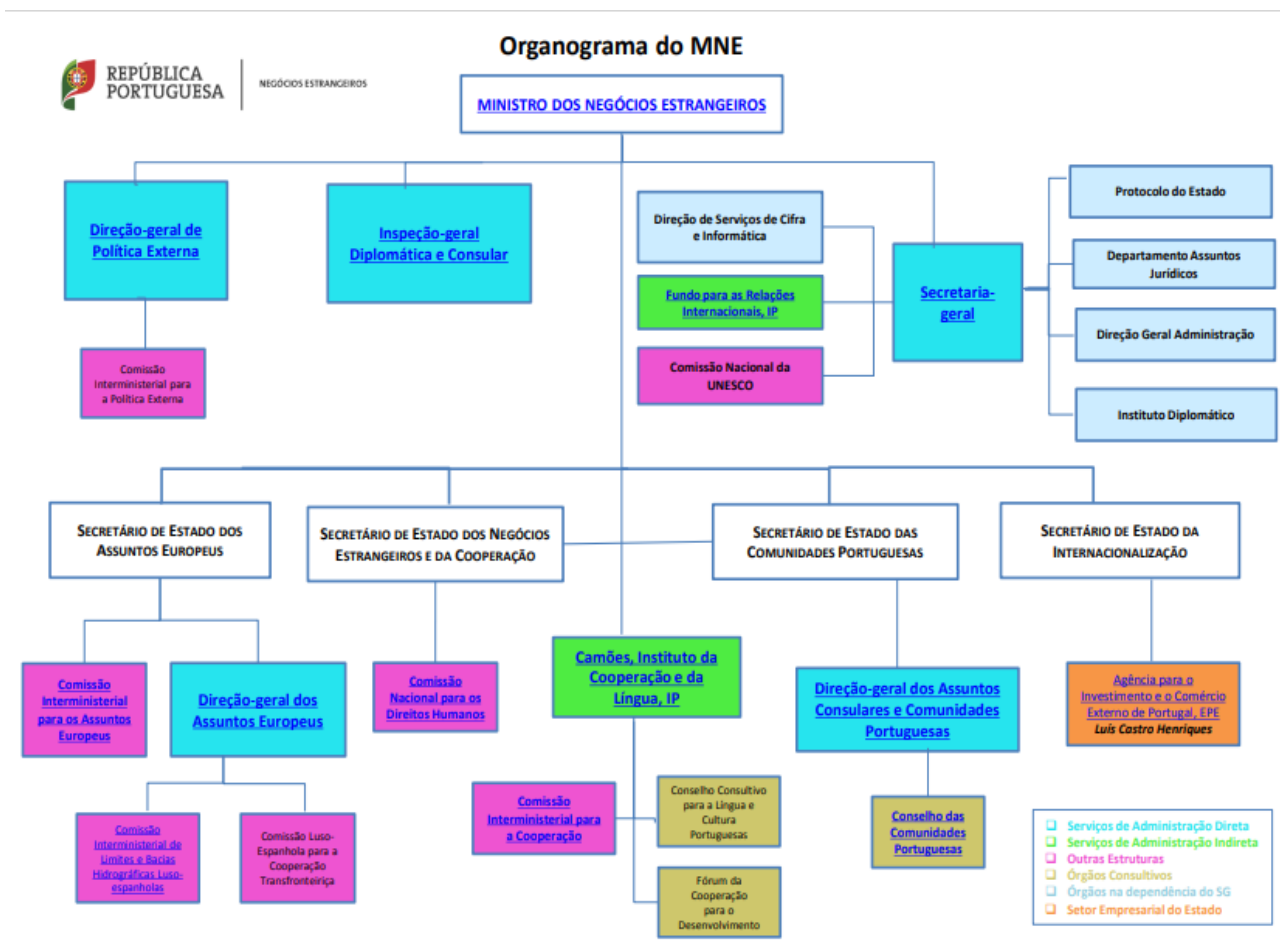 Organograma do MNE
REPÚBLICA
PORTUGUESA
NEGÓCIOS ESTRANGEIROS
MINISTRO DOS NEGÓCIOS ESTRANGEIROS
Direção-geral de
Política Externa
Inspeção-geral
Diplomática e Consular
Direção de Serviços de Cifra
e Informática
Fundo para as Relações
Internacionais, IP
Comissão Nacional da
UNESCO
Secretaria-
geral
Protocolo do Estado
Departamento Assuntos
Jurídicos
Direção Geral Administração
Instituto Diplomático
Comissão
Interministerial para
a Política Externa
SECRETÁRIO DE ESTADO DOS
ASSUNTOS EUROPEUS
SECRETÁRIO DE ESTADO DOS NEGÓCIOS
ESTRANGEIROS E DA COOPERAÇÃO
SECRETÁRIO DE ESTADO DAS
COMUNIDADES PORTUGUESAS
SECRETÁRIO DE ESTADO DA
INTERNACIONALIZAÇÃO
Comissão
Interministerial
para os Assuntos
Europeus
Direção-geral dos
Assuntos Europeus
Comissão
Nacional para os
Direitos Humanos
Camões, Instituto da
Cooperação e da
Língua, IP
Direção-geral dos Assuntos
Consulares e Comunidades
Portuguesas
Agência para o
Investimento e o Comércio
Externo de Portugal, EPE
Luís Castro Henriques
Comissão
Interministerial de
Limites e Bacias
Hidrográficas Luso-
espanholas
Comissão Luso-
Espanhola para a
Cooperação
Transfronteiriça
Comissão
Interministerial para
a Cooperação
Conselho Consultivo
para a Língua e
Cultura
Portuguesas
Fórum da
Cooperação
para o
Desenvolvimento
Conselho das
Comunidades
Portuguesas
Serviços de Administração Direta
Serviços de Administração Indireta
Outras Estruturas
Órgãos Consultivos
Órgãos na dependência do SG
Setor Empresarial do Estado